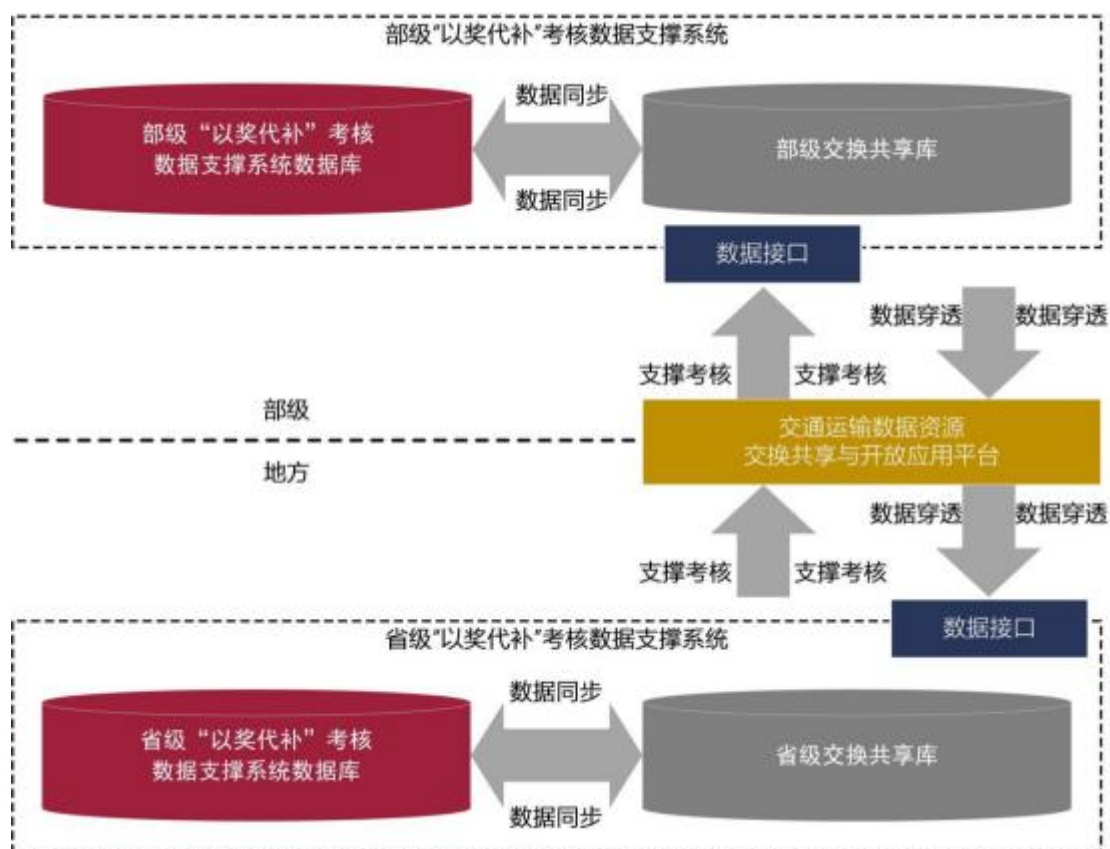 部级“以奖代补”考核数据支撑系统
数据同步
部级“以奖代补”考核
数据支撑系统数据库
部级交换共享库
数据同步
数据接口
数据穿透
数据穿透
支撑考核
支撑考核
部级
交通运输数据资源
交换共享与开放应用平台
地方
数据穿透
数据穿透
支撑考核
支撑考核
数据接口
省级“以奖代补”考核数据支撑系统
数据同步
省级“以奖代补”考核
数据支撑系统数据库
省级交换共享库
数据同步